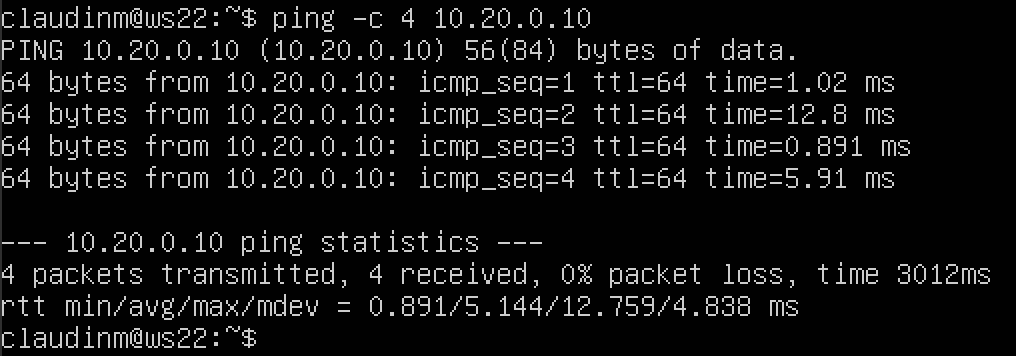 claudinm@ws22:~$ ping -c 4 10.20.0.10
PING 10.20.0.10 (10.20.0.10) 56(84) bytes of data.
64 bytes from 10.20.0.10: icmp_seq=1 ttl=64 time=1.02 ms
64 bytes from 10.20.0.10: icmp_seq=2 ttl=64 time=12.8 ms
64 bytes from 10.20.0.10: icmp_seq=3 ttl=64 time=0.891 ms
64 bytes from 10.20.0.10: icmp_seq=4 ttl=64 time=5.91 ms
--- 10.20.0.10 ping statistics ---
4 packets transmitted, 4 received, 0% packet loss, time 3012ms
rtt min/avg/max/mdev = 0.891/5.144/12.759/4.838 ms
claudinm@ws22:~$